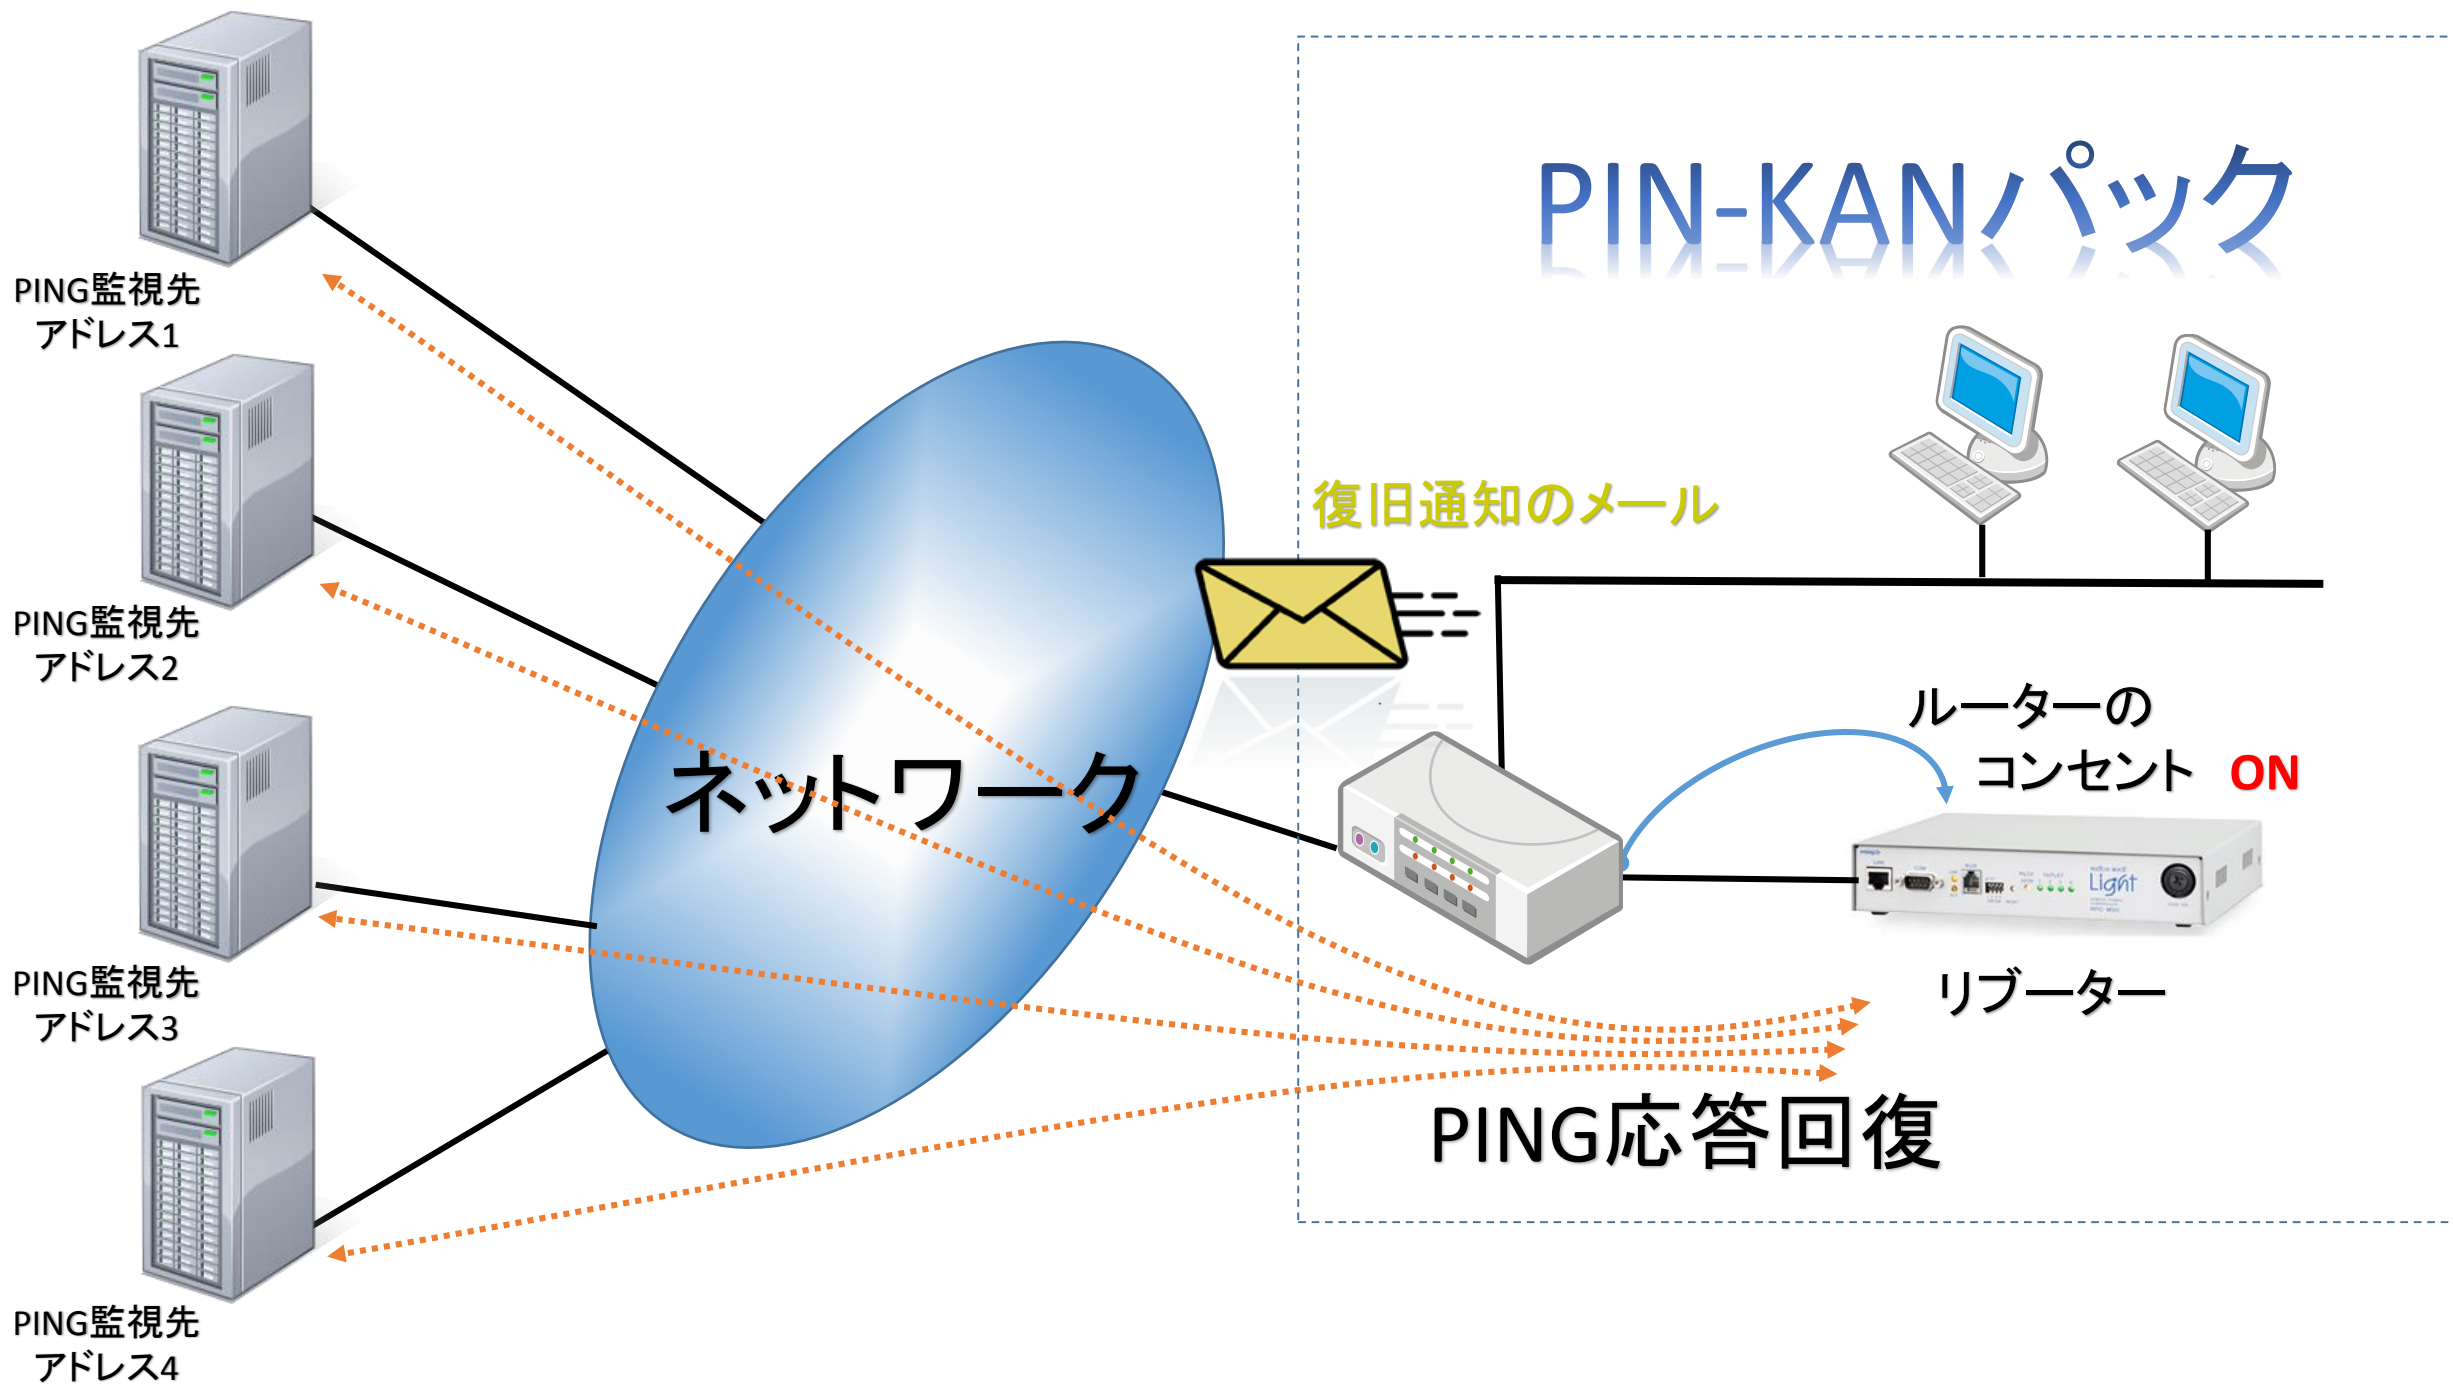 PIN-KANパック
PING監視先
アドレス1
PING監視先
アドレス2
PING監視先
アドレス3
PING監視先
アドレス4
ネットワーク
復旧通知のメール
ルーターの
コンセント ON
Light
リブーター
PING応答回復